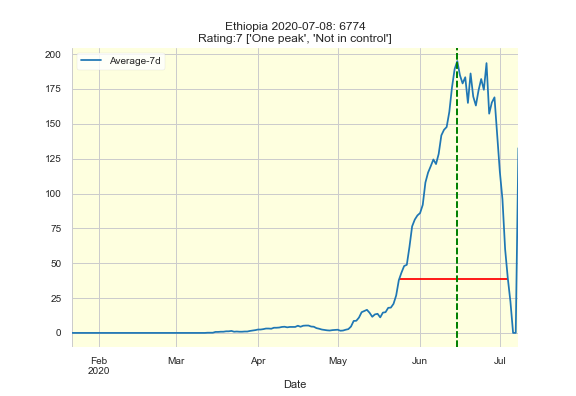 Ethiopia 2020-07-08: 6774
Rating:7 ['One peak', 'Not in control']
200
Average-7d
175
150
125
100
75
50
25
0
Feb Mar Apr May Jun Jul
2020
Date